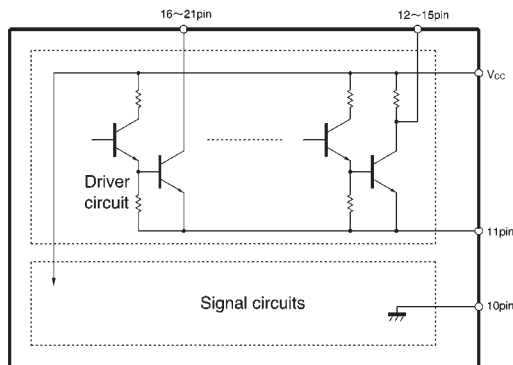 16～21pin
12～15pin
Vcc
Driver
circuit
11pin
Signal circuits
10pin